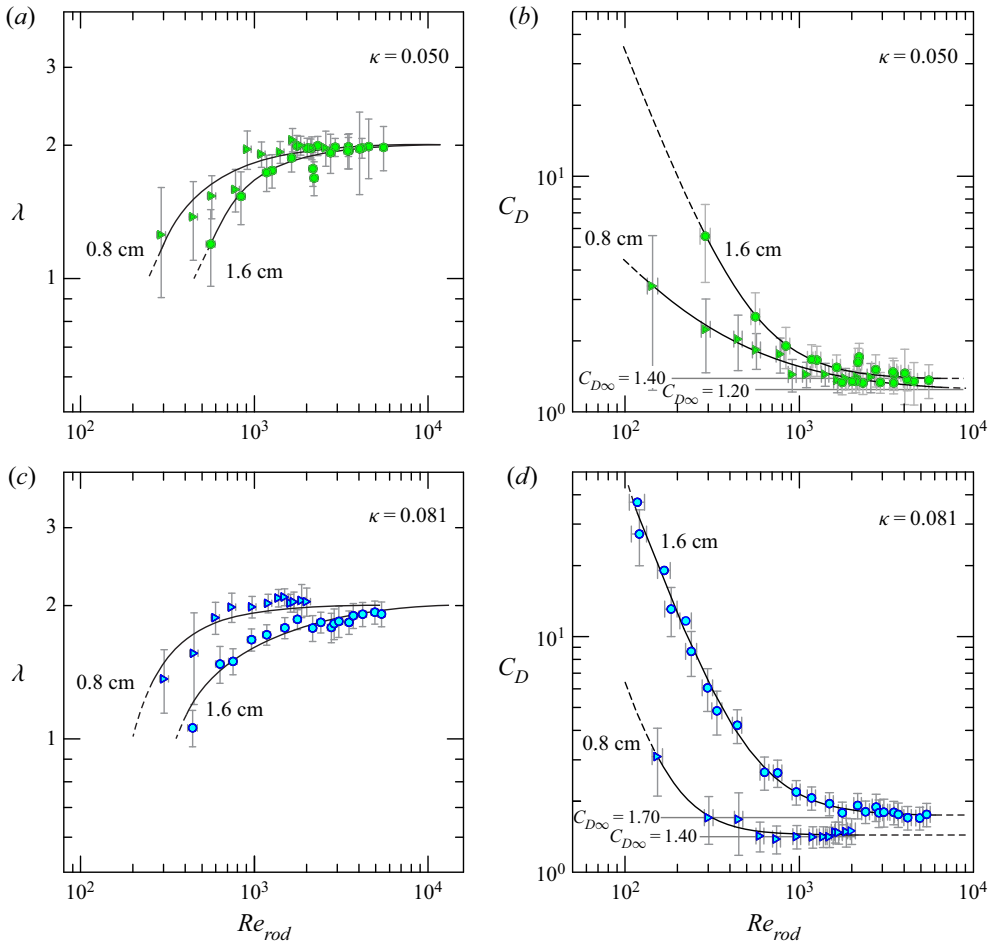 (a)
κ = 0.050
3
2
1
λ
0.8 cm
1.6 cm
10²
10³
10⁴
(b)
κ = 0.050
10¹
C_D
0.8 cm
1.6 cm
C_D∞ = 1.40
C_D∞ = 1.20
10⁰
10²
10³
10⁴
(c)
κ = 0.081
3
2
1
λ
0.8 cm
1.6 cm
10²
10³
10⁴
Re_rod
(d)
κ = 0.081
1.6 cm
10¹
C_D
0.8 cm
C_D∞ = 1.70
C_D∞ = 1.40
10⁰
10²
10³
10⁴
Re_rod